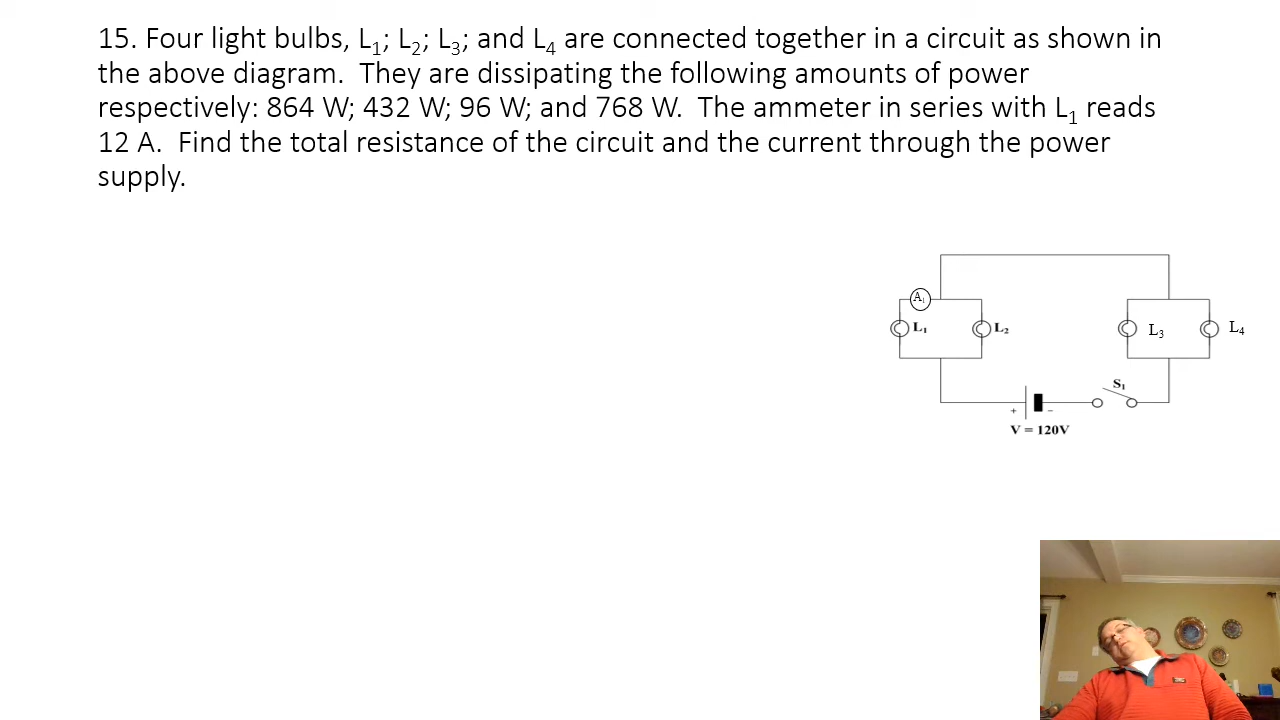 15. Four light bulbs, L₁; L₂; L₃; and L₄ are connected together in a circuit as shown in
the above diagram.  They are dissipating the following amounts of power
respectively: 864 W; 432 W; 96 W; and 768 W.  The ammeter in series with L₁ reads
12 A.  Find the total resistance of the circuit and the current through the power
supply.
A₁
L₁
L₂
L₃
L₄
S₁
+
−
V = 120V